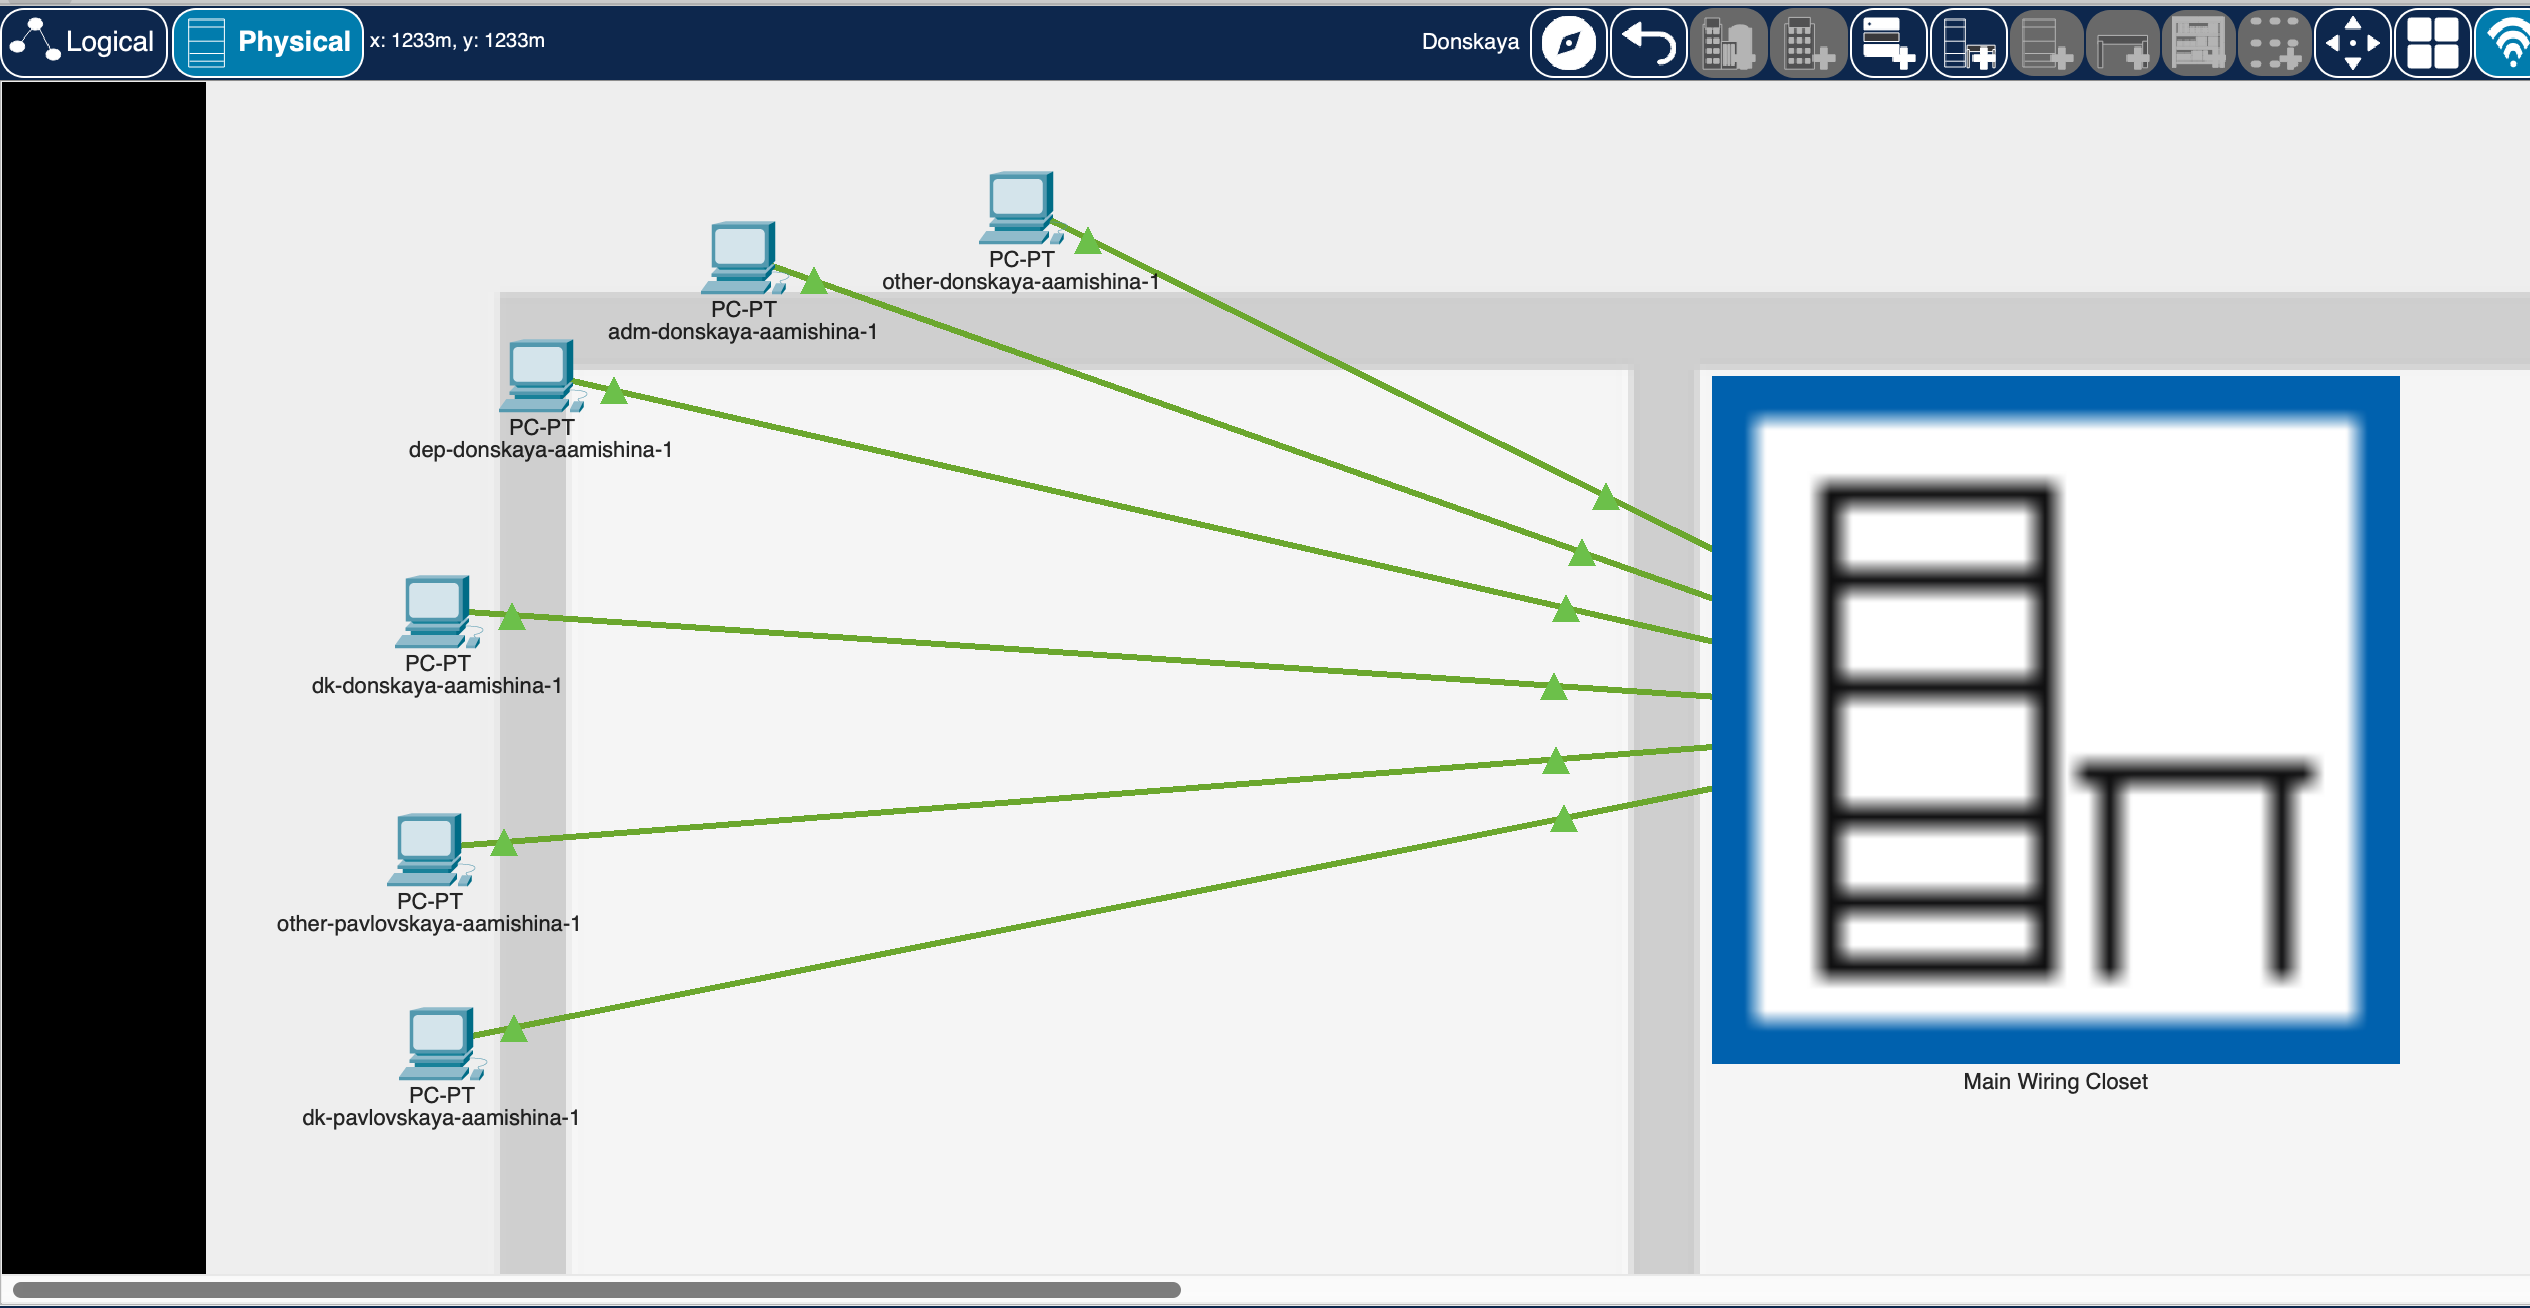 Logical
Physical
x: 1233m, y: 1233m
Donskaya
PC-PT
other-donskaya-aamishina-1
PC-PT
adm-donskaya-aamishina-1
PC-PT
dep-donskaya-aamishina-1
PC-PT
dk-donskaya-aamishina-1
PC-PT
other-pavlovskaya-aamishina-1
PC-PT
dk-pavlovskaya-aamishina-1
Main Wiring Closet